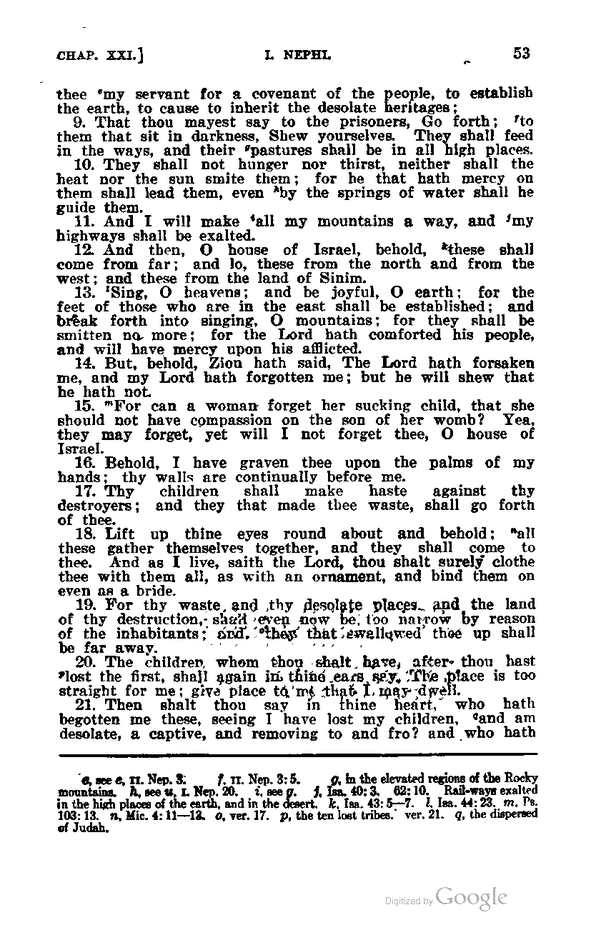 CHAP. XXI.] I. NEPHI. 53
thee ᵉmy servant for a covenant of the people, to establish
the earth, to cause to inherit the desolate heritages;
9. That thou mayest say to the prisoners, Go forth; ᶠto
them that sit in darkness, Shew yourselves. They shall feed
in the ways, and their ᵍpastures shall be in all high places.
10. They shall not hunger nor thirst, neither shall the
heat nor the sun smite them; for he that hath mercy on
them shall lead them, even ʰby the springs of water shall he
guide them.
11. And I will make ⁱall my mountains a way, and ʲmy
highways shall be exalted.
12. And then, O house of Israel, behold, ᵏthese shall
come from far; and lo, these from the north and from the
west; and these from the land of Sinim.
13. ˡSing, O heavens; and be joyful, O earth; for the
feet of those who are in the east shall be established; and
break forth into singing, O mountains; for they shall be
smitten no more; for the Lord hath comforted his people,
and will have mercy upon his afflicted.
14. But, behold, Zion hath said, The Lord hath forsaken
me, and my Lord hath forgotten me; but he will shew that
he hath not.
15. ᵐFor can a woman forget her sucking child, that she
should not have compassion on the son of her womb? Yea,
they may forget, yet will I not forget thee, O house of
Israel.
16. Behold, I have graven thee upon the palms of my
hands; thy walls are continually before me.
17. Thy children shall make haste against thy
destroyers; and they that made thee waste, shall go forth
of thee.
18. Lift up thine eyes round about and behold; ⁿall
these gather themselves together, and they shall come to
thee. And as I live, saith the Lord, thou shalt surely clothe
thee with them all, as with an ornament, and bind them on
even as a bride.
19. For thy waste and thy desolate places, and the land
of thy destruction, shall even now be too narrow by reason
of the inhabitants; and ᵒthey that swallowed thee up shall
be far away.
20. The children whom thou shalt have, after thou hast
ᵖlost the first, shall again in thine ears say, The place is too
straight for me; give place to me that I may dwell.
21. Then shalt thou say in thine heart, who hath
begotten me these, seeing I have lost my children, ᑫand am
desolate, a captive, and removing to and fro? and who hath
e, see e, II. Nep. 3. f, II. Nep. 3: 5. g, in the elevated regions of the Rocky
mountains. h, see u, I. Nep. 20. i, see g. j, Isa. 40: 3. 62: 10. Rail-ways exalted
in the high places of the earth, and in the desert. k, Isa. 43: 5—7. l, Isa. 44: 23. m, Ps.
103: 13. n, Mic. 4: 11—13. o, ver. 17. p, the ten lost tribes. ver. 21. q, the dispersed
of Judah.
Digitized by Google